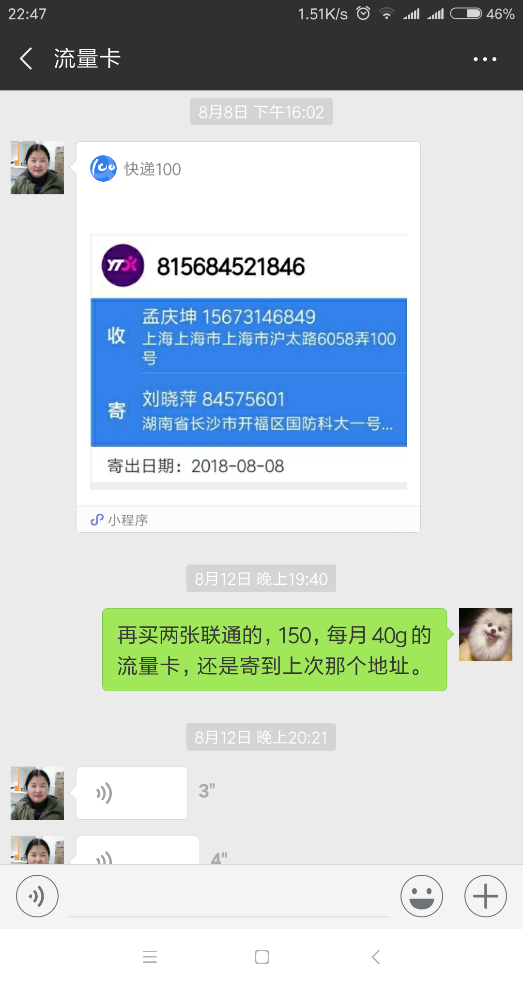 22:47 1.51K/s 46%
流量卡
8月8日 下午16:02
快递100
YTO 815684521846
收
孟庆坤 15673146849
上海上海市上海市沪太路6058弄100
号
寄
刘晓萍 84575601
湖南省长沙市开福区国防科大一号...
寄出日期：2018-08-08
小程序
8月12日 晚上19:40
再买两张联通的，150，每月40g的
流量卡，还是寄到上次那个地址。
8月12日 晚上20:21
3"
4"